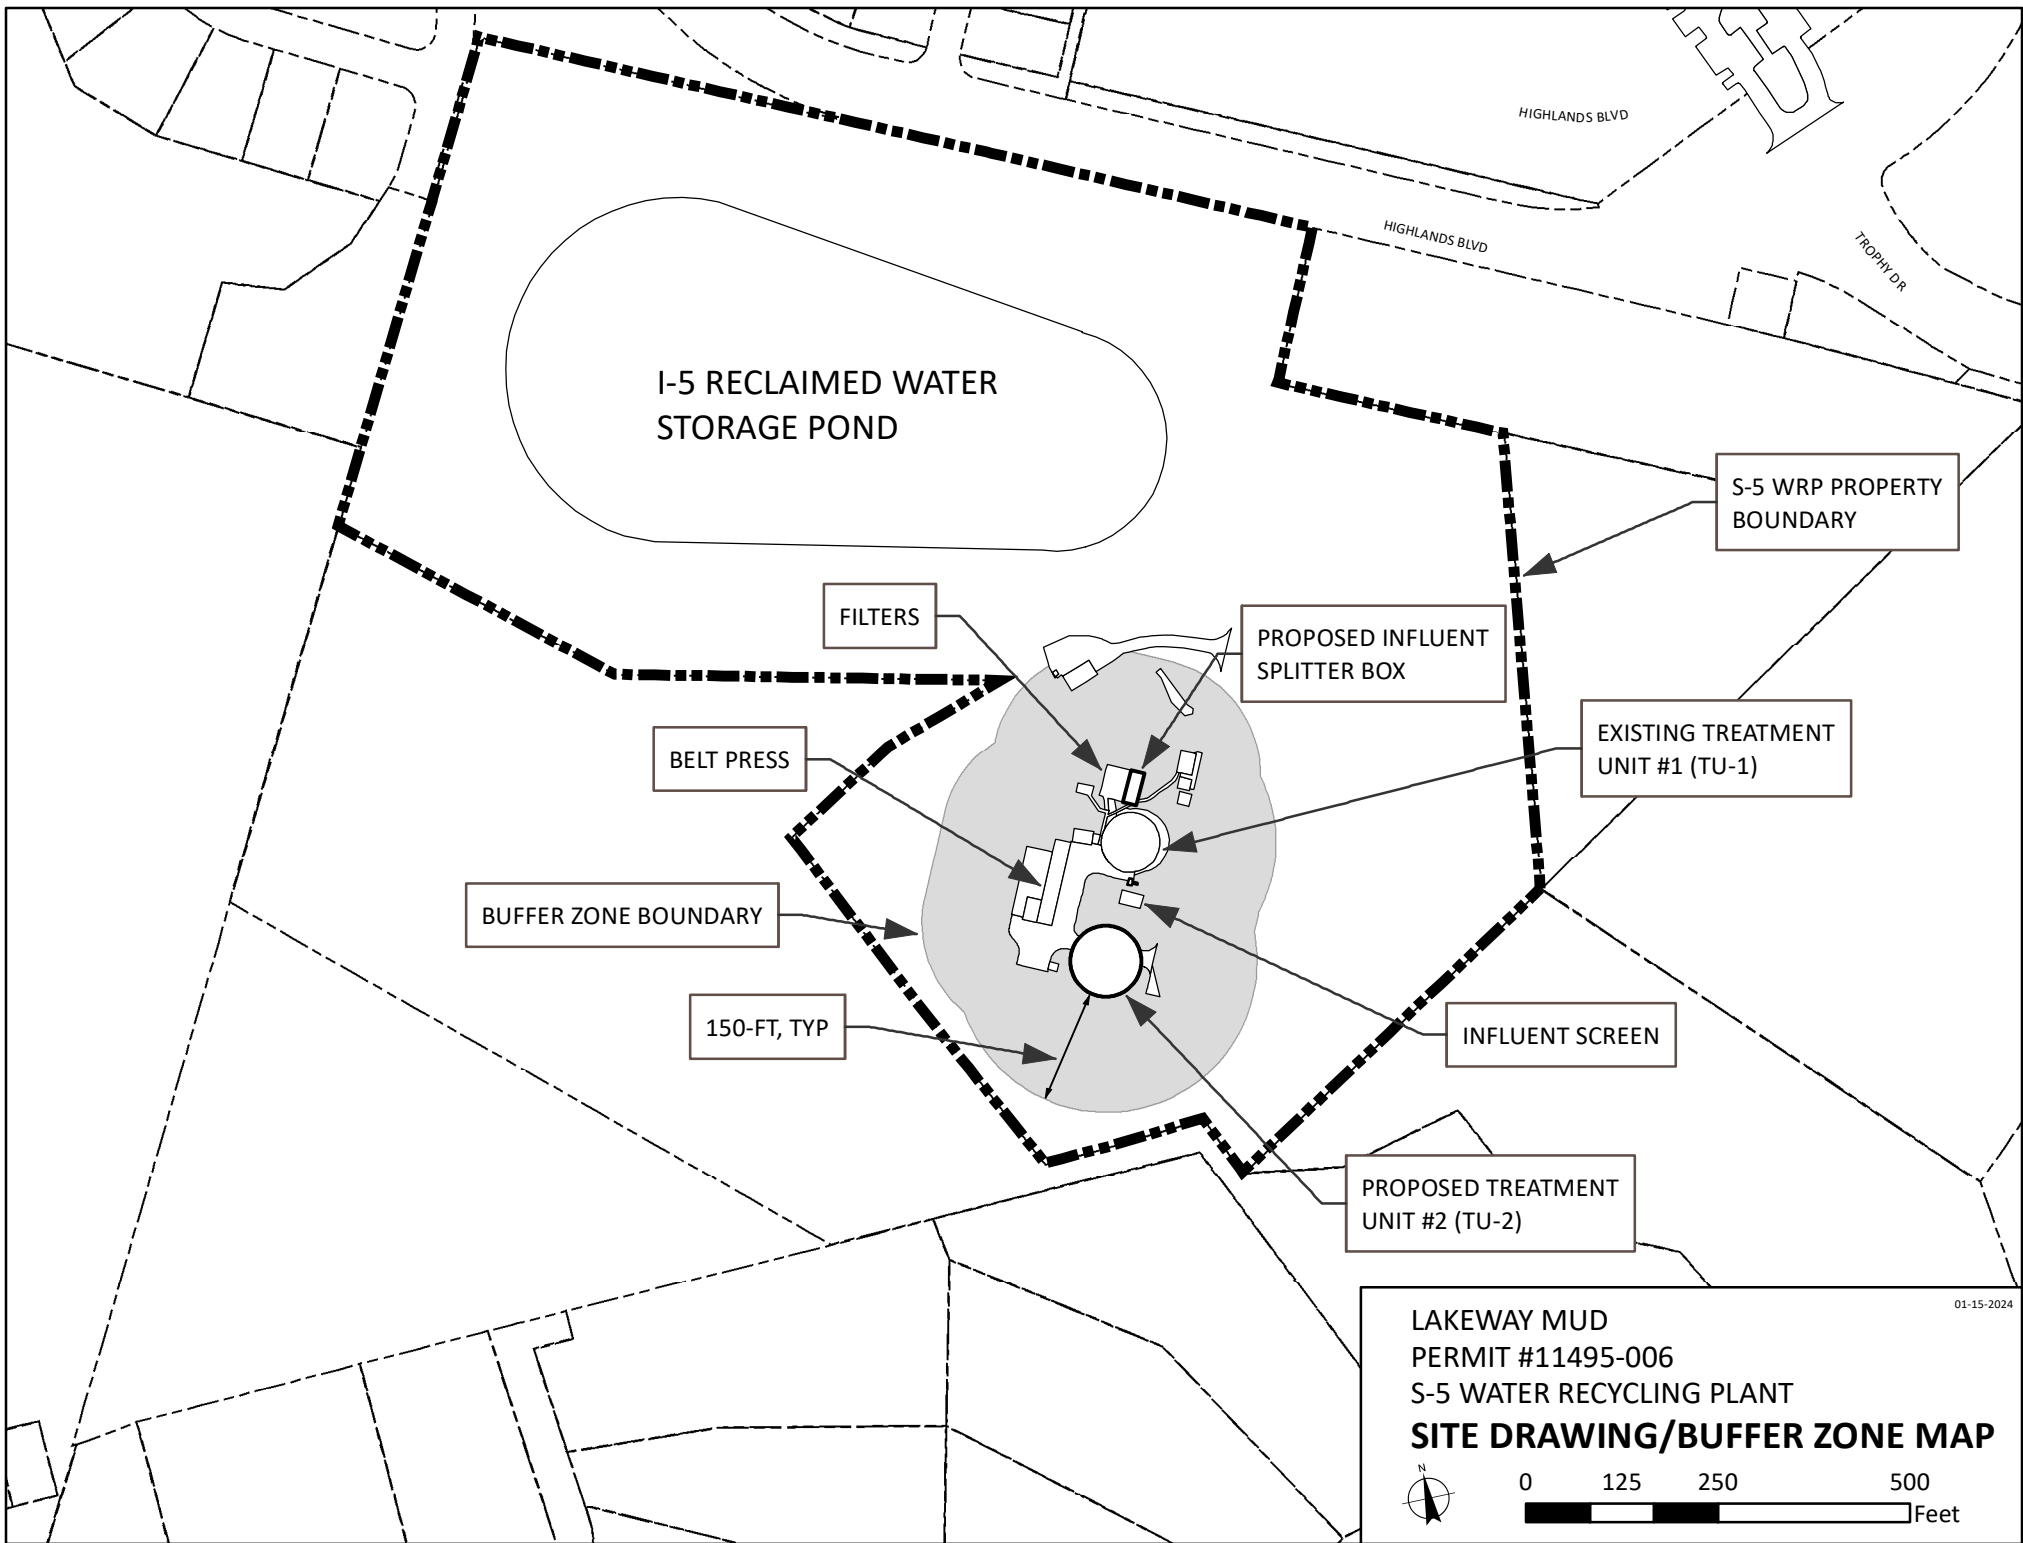 HIGHLANDS BLVD
HIGHLANDS BLVD
TROPHY DR
I-5 RECLAIMED WATER
STORAGE POND
S-5 WRP PROPERTY
BOUNDARY
FILTERS
PROPOSED INFLUENT
SPLITTER BOX
EXISTING TREATMENT
UNIT #1 (TU-1)
BELT PRESS
BUFFER ZONE BOUNDARY
150-FT, TYP
INFLUENT SCREEN
PROPOSED TREATMENT
UNIT #2 (TU-2)
01-15-2024
LAKEWAY MUD
PERMIT #11495-006
S-5 WATER RECYCLING PLANT
SITE DRAWING/BUFFER ZONE MAP
N
0 125 250 500
Feet